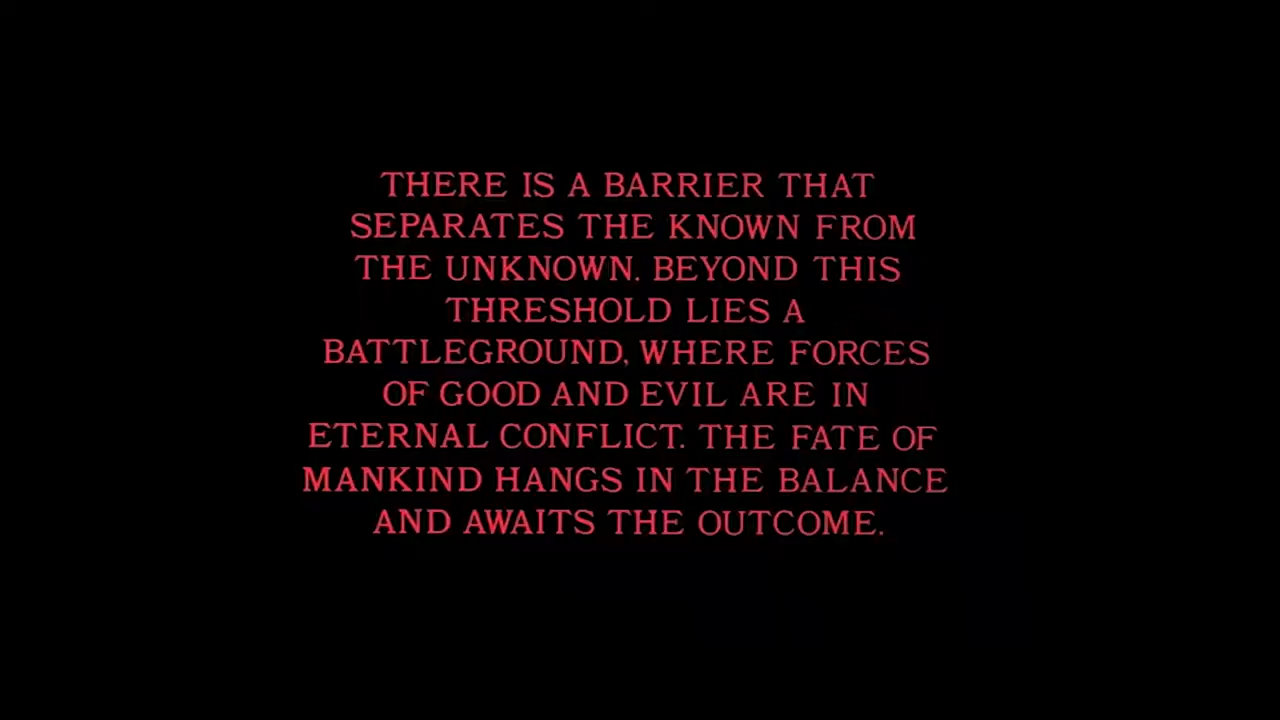 THERE IS A BARRIER THAT
SEPARATES THE KNOWN FROM
THE UNKNOWN. BEYOND THIS
THRESHOLD LIES A
BATTLEGROUND, WHERE FORCES
OF GOOD AND EVIL ARE IN
ETERNAL CONFLICT. THE FATE OF
MANKIND HANGS IN THE BALANCE
AND AWAITS THE OUTCOME.